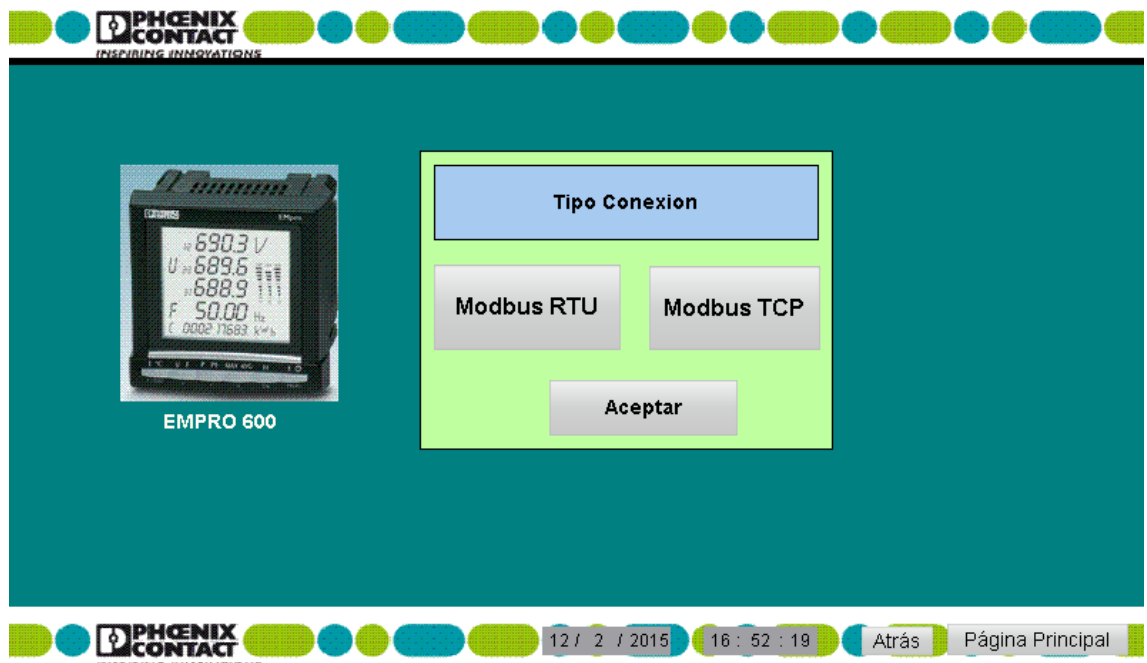 PHŒNIX
CONTACT
INSPIRING INNOVATIONS
Tipo Conexion
EMpro
690.3 V
U 689.6
688.9
F 50.00 Hz
Modbus RTU
Modbus TCP
Aceptar
EMPRO 600
PHŒNIX
CONTACT
12 / 2 / 2015
16 : 52 : 19
Atrás
Página Principal